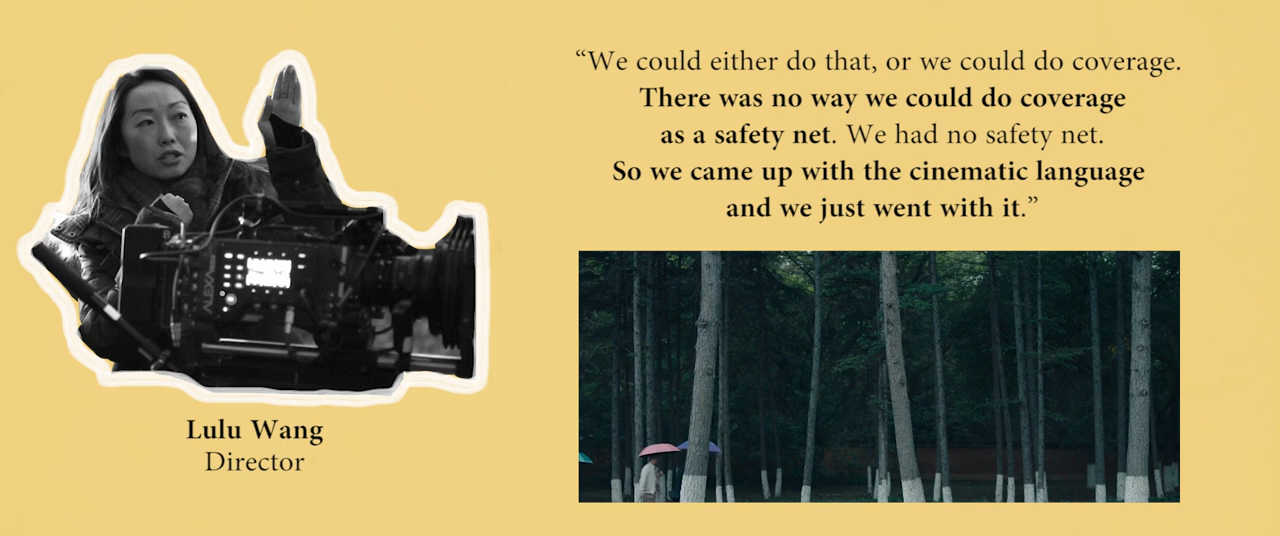 “We could either do that, or we could do coverage.
There was no way we could do coverage
as a safety net. We had no safety net.
So we came up with the cinematic language
and we just went with it.”
ALEXA
Lulu Wang
Director